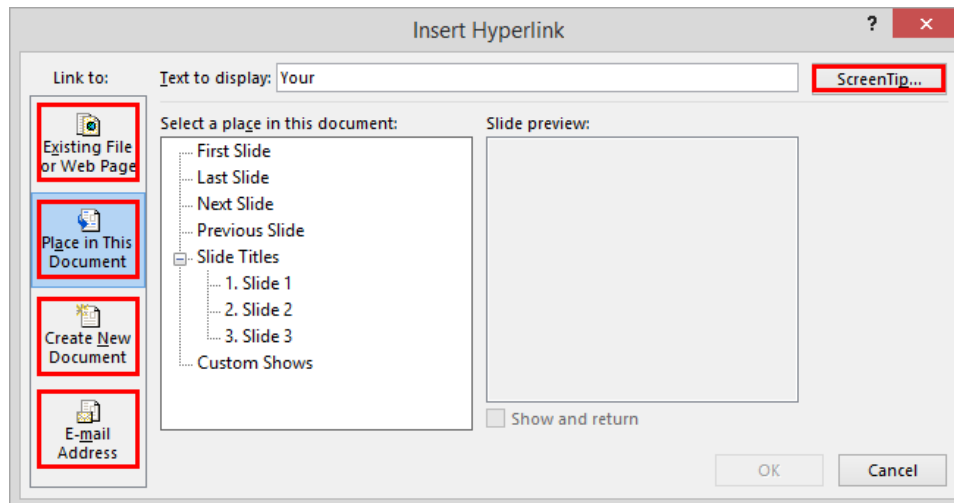 Insert Hyperlink
?
×
Link to:
Text to display: Your
ScreenTip...
Existing File
or Web Page
Place in This
Document
Create New
Document
E-mail
Address
Select a place in this document:
First Slide
Last Slide
Next Slide
Previous Slide
Slide Titles
1. Slide 1
2. Slide 2
3. Slide 3
Custom Shows
Slide preview:
Show and return
OK
Cancel